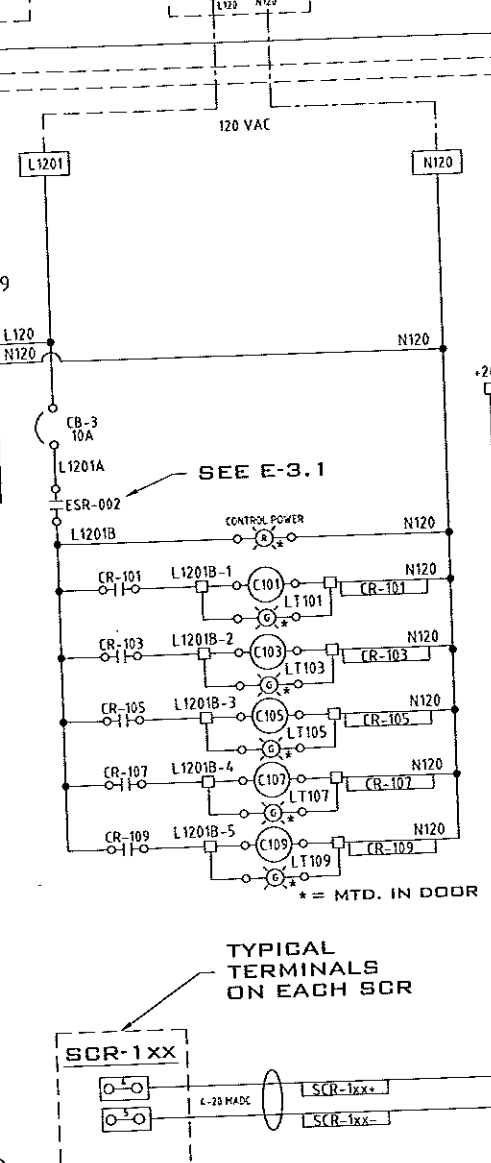 L120 N120
120 VAC
L1201 N120
9
L120 N120
N120
CB-3
10A
L1201A
SEE E-3.1
ESR-002
CONTROL POWER
L1201B R * N120
CR-101 L1201B-1 C101 N120
LT101 CR-101
G *
CR-103 L1201B-2 C103 N120
LT103 CR-103
G *
CR-105 L1201B-3 C105 N120
LT105 CR-105
G *
CR-107 L1201B-4 C107 N120
LT107 CR-107
G *
CR-109 L1201B-5 C109 N120
LT109 CR-109
G *
* = MTD. IN DOOR
TYPICAL
TERMINALS
ON EACH SCR
SCR-1XX
4 4-20 MADC SCR-1xx+
5 SCR-1xx-